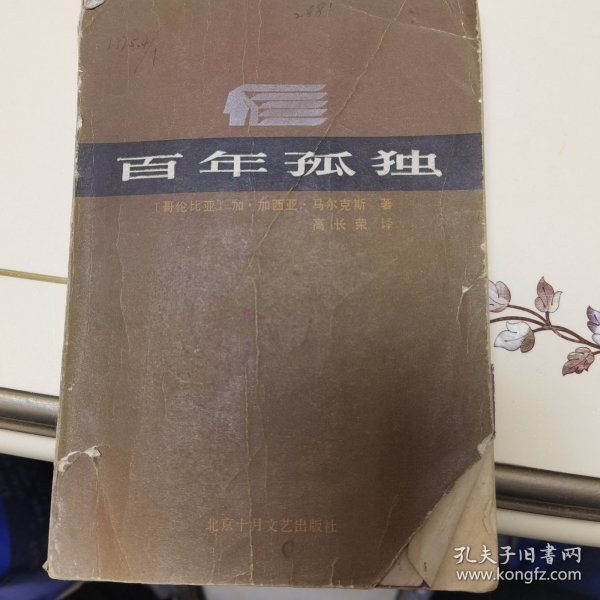 百年孤独
〔哥伦比亚〕加·加西亚·马尔克斯 著
高长荣 译
北京十月文艺出版社
孔夫子旧書网
www.kongfz.com